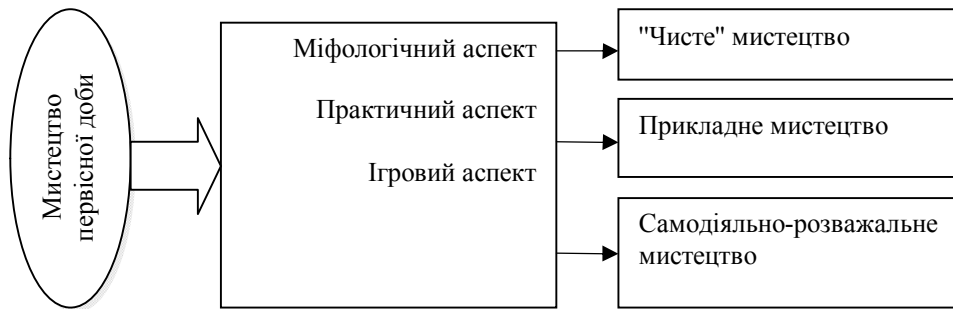 Мистецтво
первісної доби
Міфологічний аспект
Практичний аспект
Ігровий аспект
"Чисте" мистецтво
Прикладне мистецтво
Самодіяльно-розважальне
мистецтво